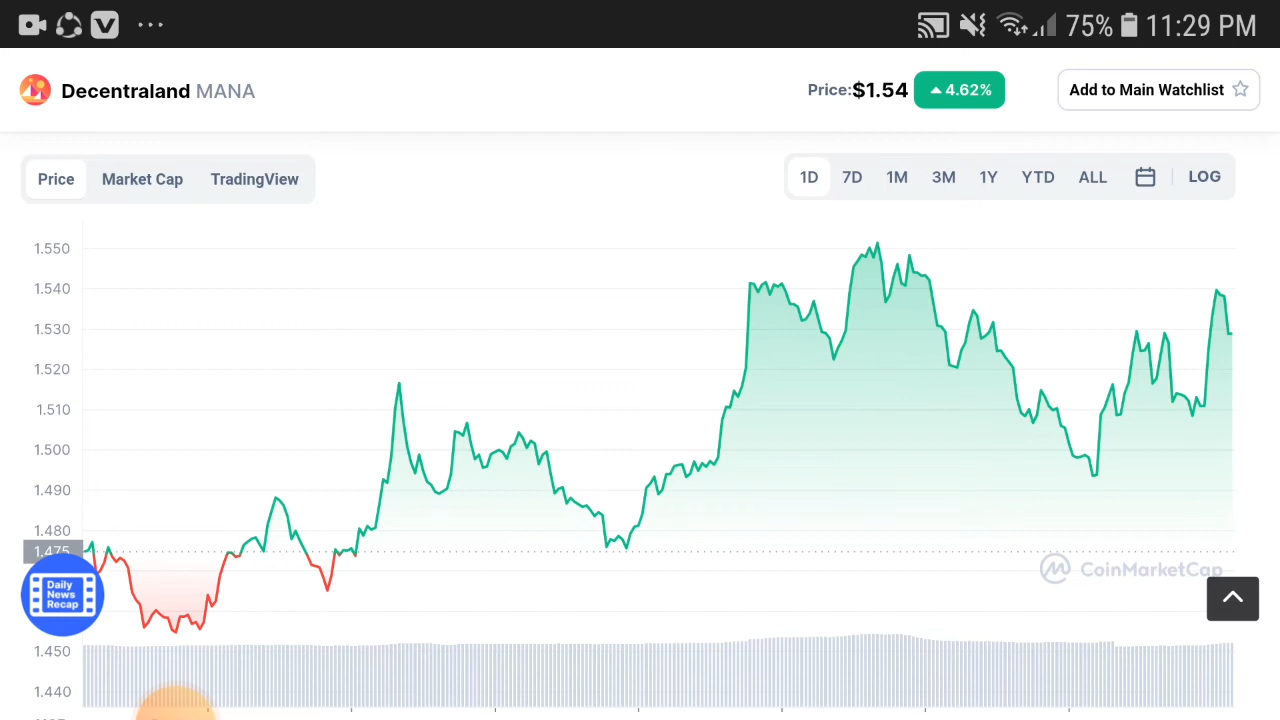 75% 11:29 PM
Decentraland MANA
Price: $1.54 4.62%
Add to Main Watchlist
Price Market Cap TradingView
1D 7D 1M 3M 1Y YTD ALL LOG
1.550
1.540
1.530
1.520
1.510
1.500
1.490
1.480
1.475
Daily
News
Recap
CoinMarketCap
1.450
1.440